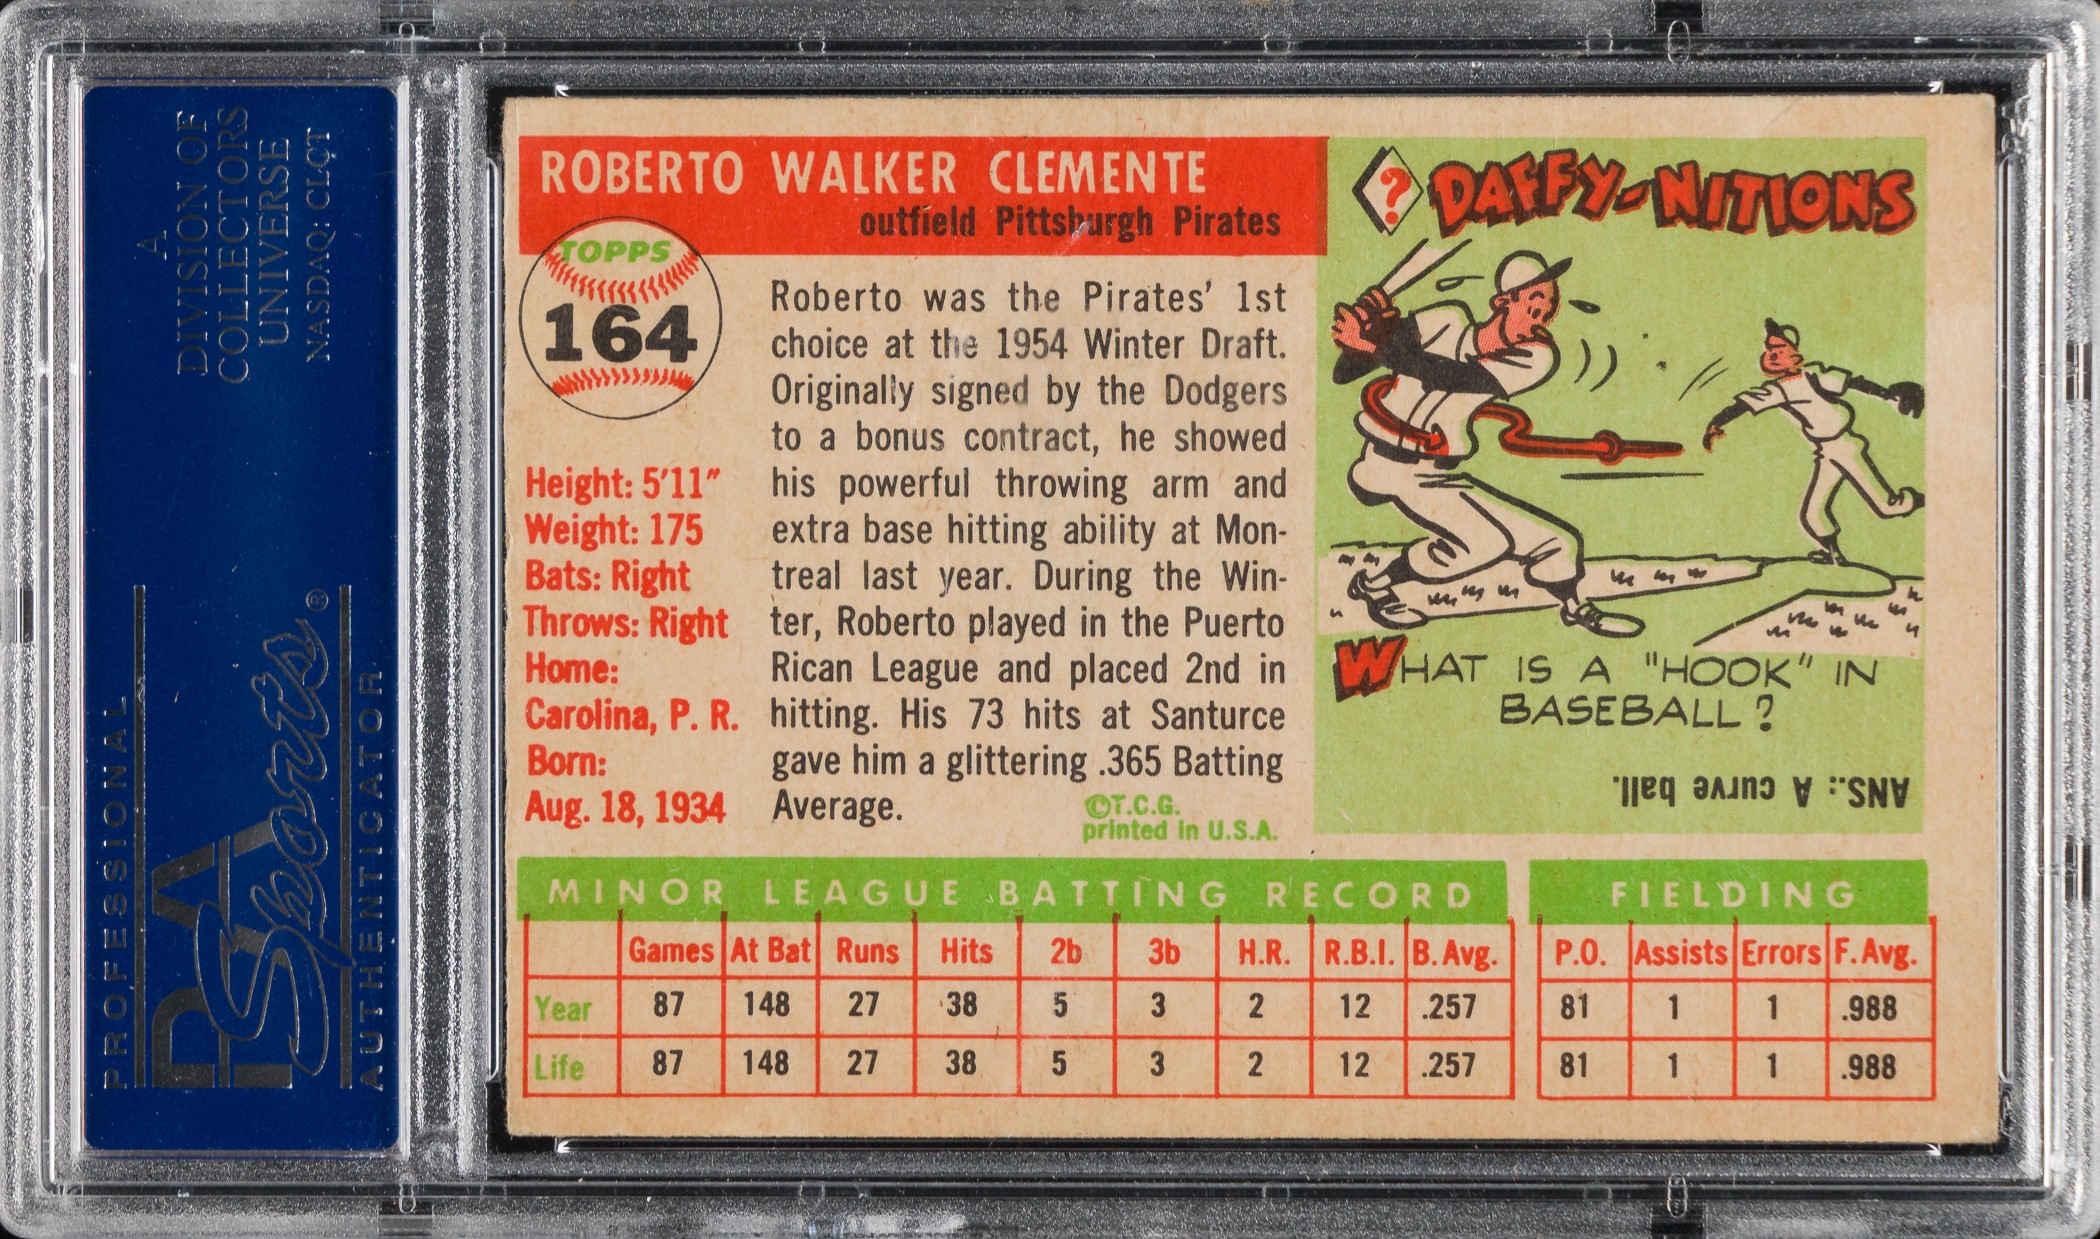 A
DIVISION OF
COLLECTORS
UNIVERSE
NASDAQ: CLCT
PROFESSIONAL
PSA
Sports®
AUTHENTICATOR
ROBERTO WALKER CLEMENTE
outfield Pittsburgh Pirates
TOPPS
164
Height: 5'11"
Weight: 175
Bats: Right
Throws: Right
Home:
Carolina, P. R.
Born:
Aug. 18, 1934
Roberto was the Pirates' 1st
choice at the 1954 Winter Draft.
Originally signed by the Dodgers
to a bonus contract, he showed
his powerful throwing arm and
extra base hitting ability at Mon-
treal last year. During the Win-
ter, Roberto played in the Puerto
Rican League and placed 2nd in
hitting. His 73 hits at Santurce
gave him a glittering .365 Batting
Average.
©T.C.G.
printed in U.S.A.
? DAFFY-NITIONS
WHAT IS A "HOOK" IN
BASEBALL?
ANS.: A curve ball.
MINOR LEAGUE BATTING RECORD
Games At Bat Runs Hits 2b 3b H.R. R.B.I. B. Avg.
Year 87 148 27 38 5 3 2 12 .257
Life 87 148 27 38 5 3 2 12 .257
FIELDING
P.O. Assists Errors F. Avg.
81 1 1 .988
81 1 1 .988